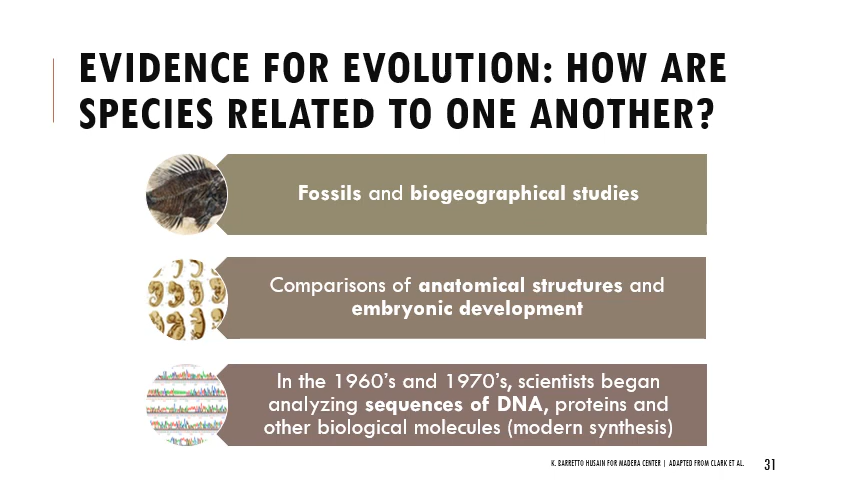 EVIDENCE FOR EVOLUTION: HOW ARE
SPECIES RELATED TO ONE ANOTHER?
Fossils and biogeographical studies
Comparisons of anatomical structures and
embryonic development
In the 1960's and 1970's, scientists began
analyzing sequences of DNA, proteins and
other biological molecules (modern synthesis)
K. BARRETTO HUSAIN FOR MADERA CENTER | ADAPTED FROM CLARK ET AL.
31